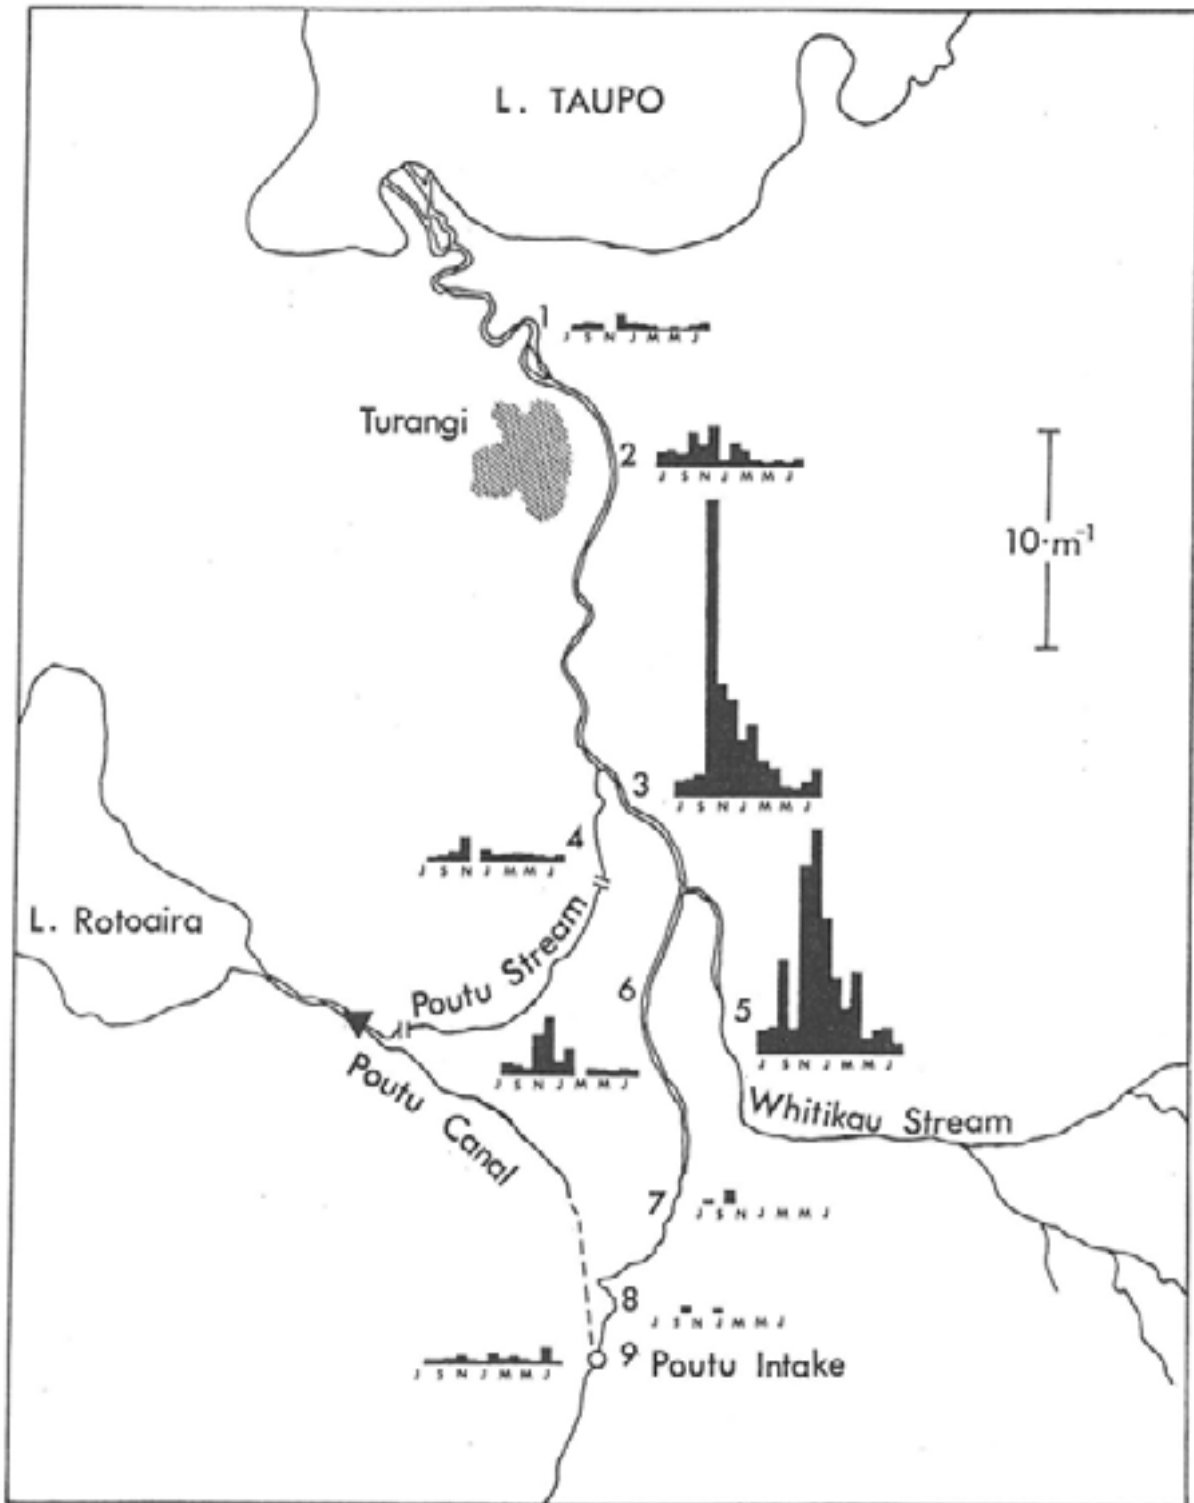 L. TAUPO
1
J S N J M M J
Turangi
2
J S N J M M J
10·m⁻¹
3
J S N J M M J
4
J S N J M M J
L. Rotoaira
Poutu Stream
6
5
J S N J M M J
J S N J M M J
Poutu Canal
Whitikau Stream
7
J S N J M M J
8
J S N J M M J
9 Poutu Intake
J S N J M M J